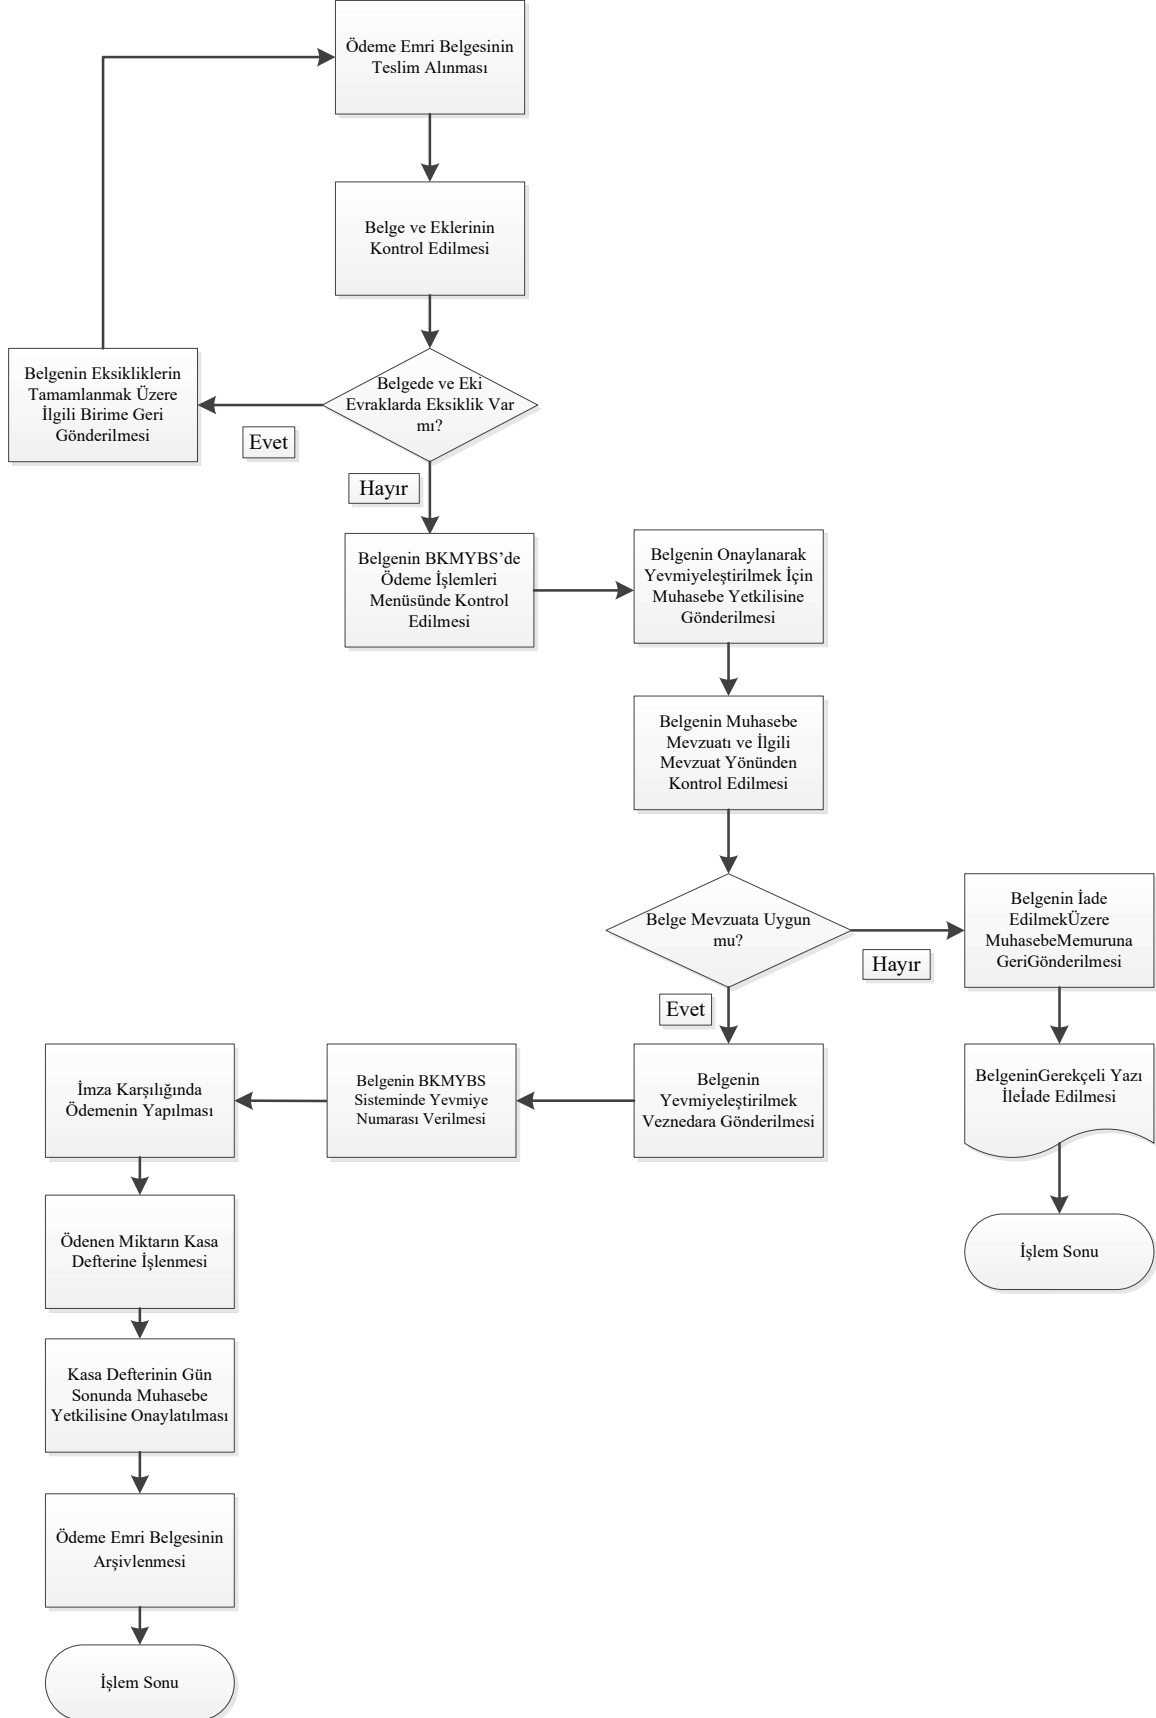 Ödeme Emri Belgesinin
Teslim Alınması
Belge ve Eklerinin
Kontrol Edilmesi
Belgenin Eksikliklerin
Tamamlanmak Üzere
İlgili Birime Geri
Gönderilmesi
Belgede ve Eki
Evraklarda Eksiklik Var
mı?
Evet
Hayır
Belgenin BKMYBS’de
Ödeme İşlemleri
Menüsünde Kontrol
Edilmesi
Belgenin Onaylanarak
Yevmiyeleştirilmek İçin
Muhasebe Yetkilisine
Gönderilmesi
Belgenin Muhasebe
Mevzuatı ve İlgili
Mevzuat Yönünden
Kontrol Edilmesi
Belge Mevzuata Uygun
mu?
Hayır
Evet
Belgenin İade
EdilmekÜzere
MuhasebeMemuruna
GeriGönderilmesi
BelgeninGerekçeli Yazı
İleİade Edilmesi
İşlem Sonu
Belgenin
Yevmiyeleştirilmek
Veznedara Gönderilmesi
Belgenin BKMYBS
Sisteminde Yevmiye
Numarası Verilmesi
İmza Karşılığında
Ödemenin Yapılması
Ödenen Miktarın Kasa
Defterine İşlenmesi
Kasa Defterinin Gün
Sonunda Muhasebe
Yetkilisine Onaylatılması
Ödeme Emri Belgesinin
Arşivlenmesi
İşlem Sonu